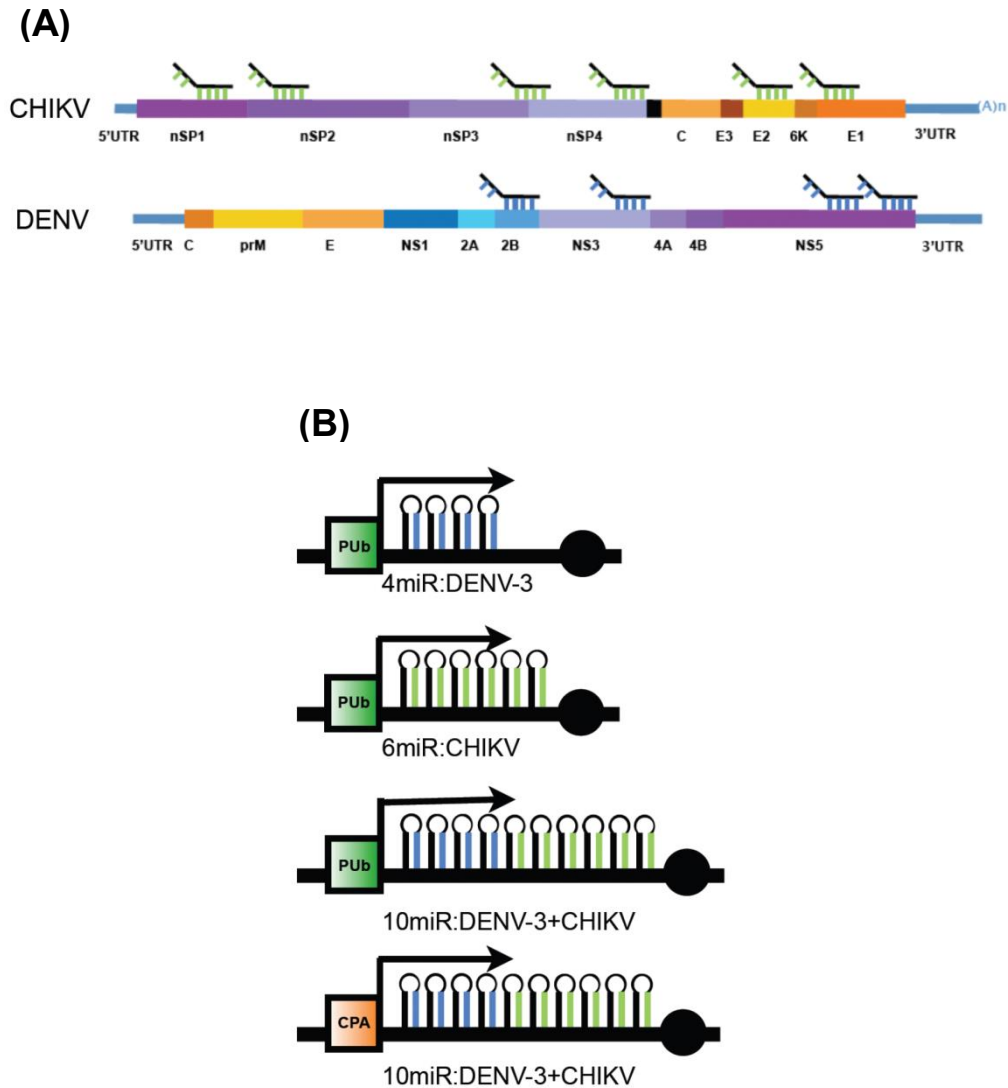 (A)
CHIKV
(A)n
5'UTR nSP1 nSP2 nSP3 nSP4 C E3 E2 6K E1 3'UTR
DENV
5'UTR C prM E NS1 2A 2B NS3 4A 4B NS5 3'UTR
(B)
PUb
4miR:DENV-3
PUb
6miR:CHIKV
PUb
10miR:DENV-3+CHIKV
CPA
10miR:DENV-3+CHIKV